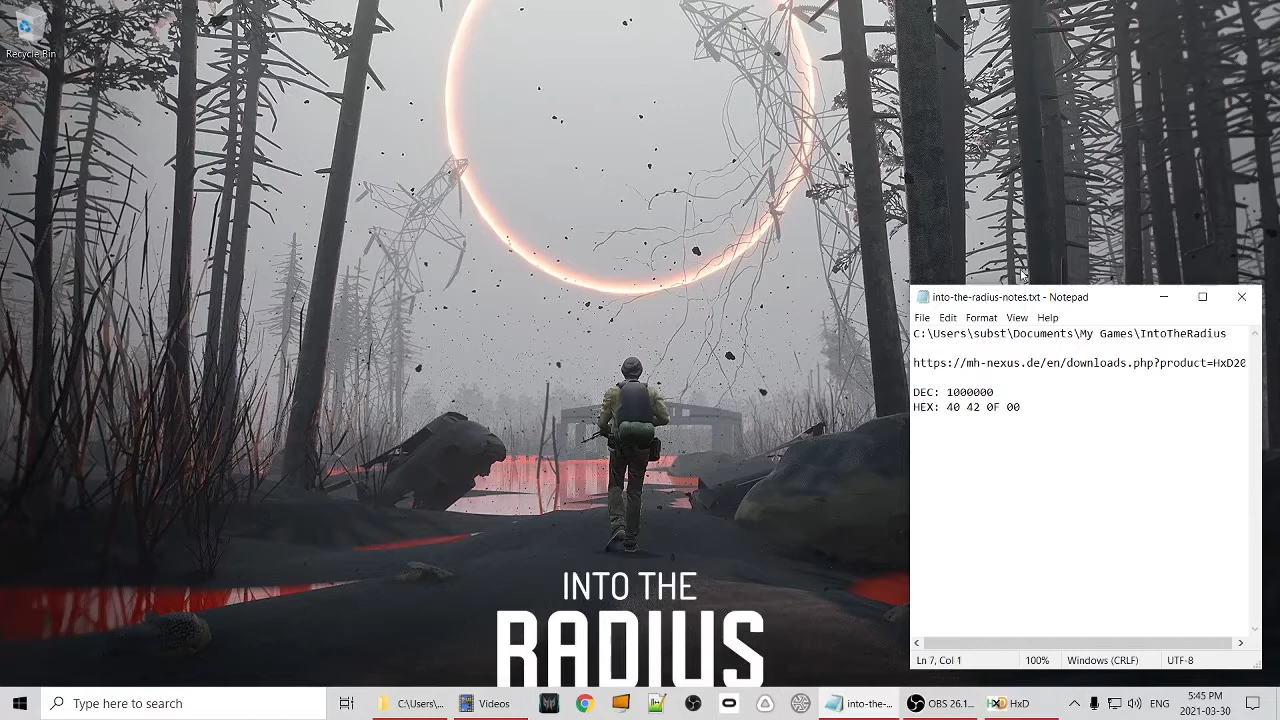 Recycle Bin
into-the-radius-notes.txt - Notepad
File Edit Format View Help
C:\Users\subst\Documents\My Games\IntoTheRadius
https://mh-nexus.de/en/downloads.php?product=HxD20
DEC: 1000000
HEX: 40 42 0F 00
Ln 7, Col 1 100% Windows (CRLF) UTF-8
INTO THE
RADIUS
Type here to search
C:\Users\...
Videos
into-the-...
OBS 26.1...
HxD
ENG
5:45 PM
2021-03-30